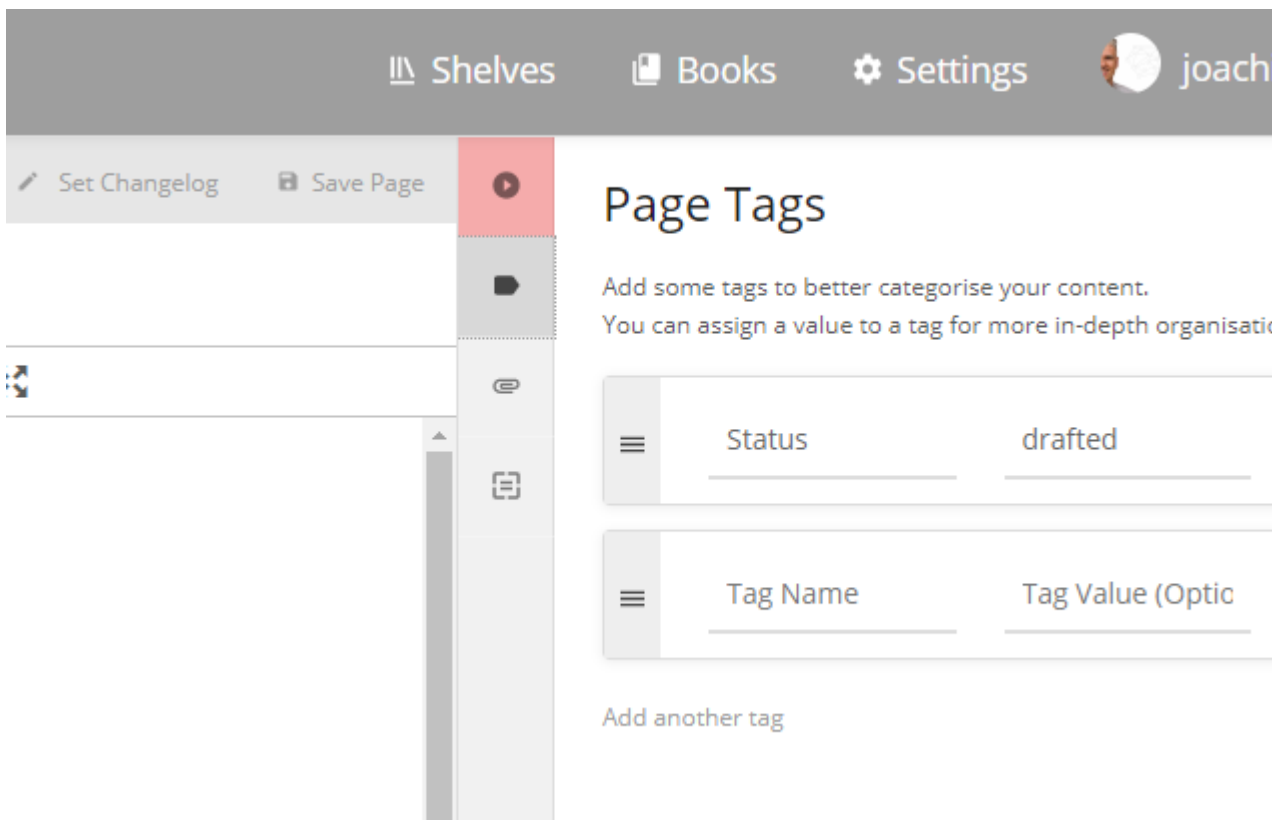 Shelves Books Settings joach
Set Changelog Save Page
Page Tags
Add some tags to better categorise your content.
You can assign a value to a tag for more in-depth organisatio
Status drafted
Tag Name Tag Value (Optio
Add another tag